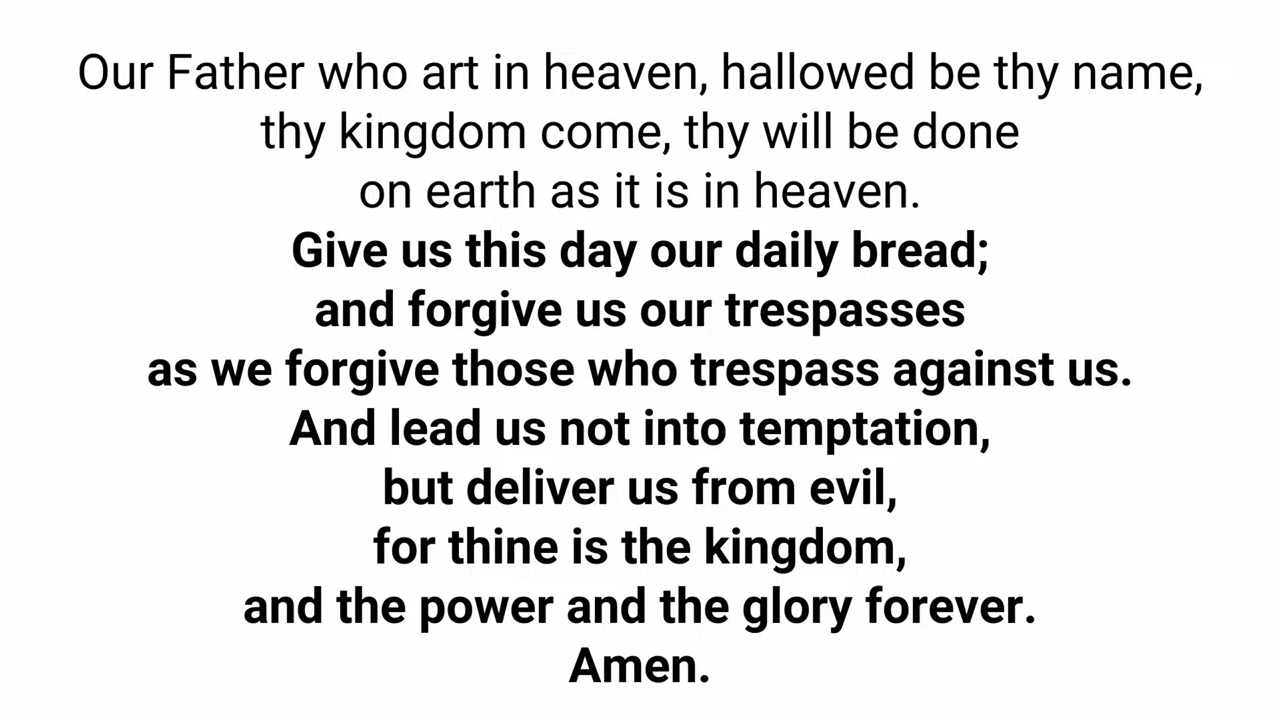 Our Father who art in heaven, hallowed be thy name,
thy kingdom come, thy will be done
on earth as it is in heaven.
Give us this day our daily bread;
and forgive us our trespasses
as we forgive those who trespass against us.
And lead us not into temptation,
but deliver us from evil,
for thine is the kingdom,
and the power and the glory forever.
Amen.